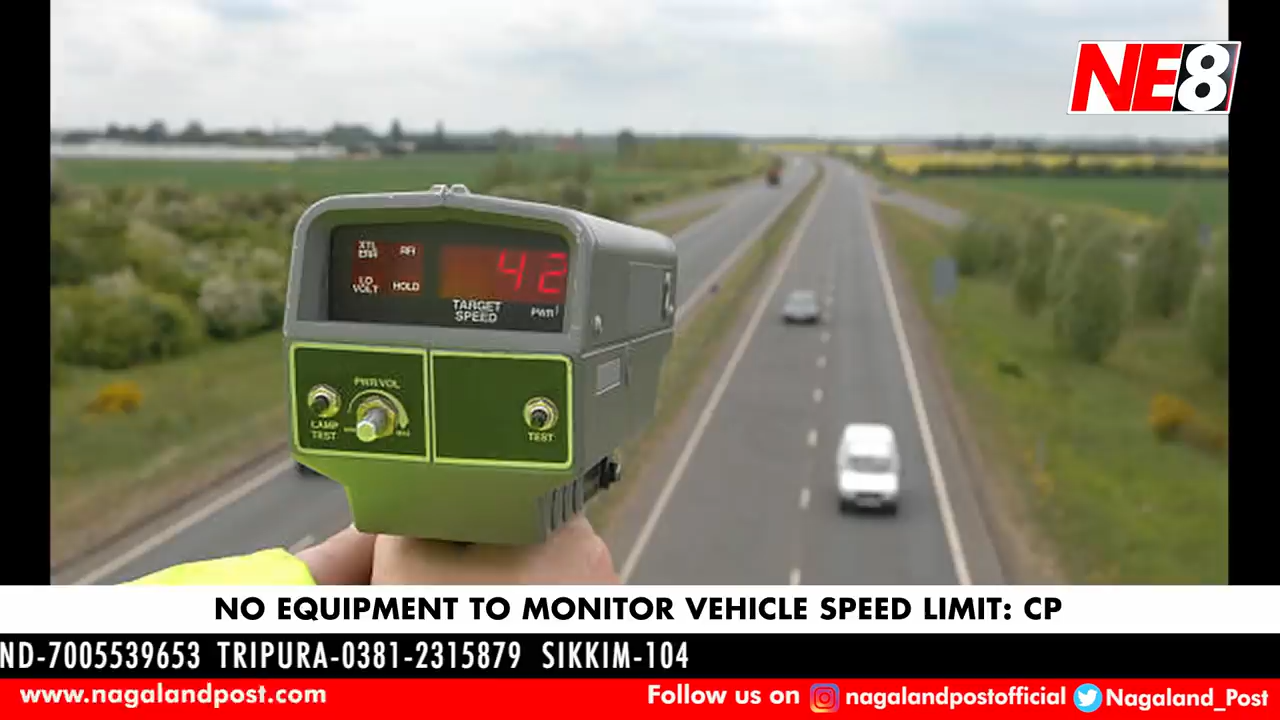 NE8
XTL
ERR
RFI
42
LO
VOLT
HOLD
TARGET
SPEED
PWR
PWR VOL
LAMP
TEST
TEST
NO EQUIPMENT TO MONITOR VEHICLE SPEED LIMIT: CP
ND-7005539653 TRIPURA-0381-2315879 SIKKIM-104
www.nagalandpost.com
Follow us on nagalandpostofficial Nagaland_Post